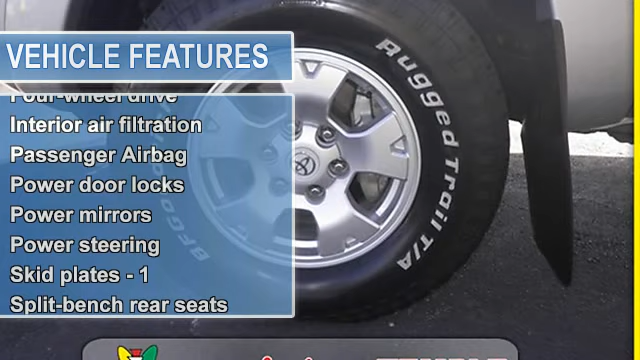 VEHICLE FEATURES
Four-wheel drive
Interior air filtration
Passenger Airbag
Power door locks
Power mirrors
Power steering
Skid plates - 1
Split-bench rear seats
Rugged Trail T/A